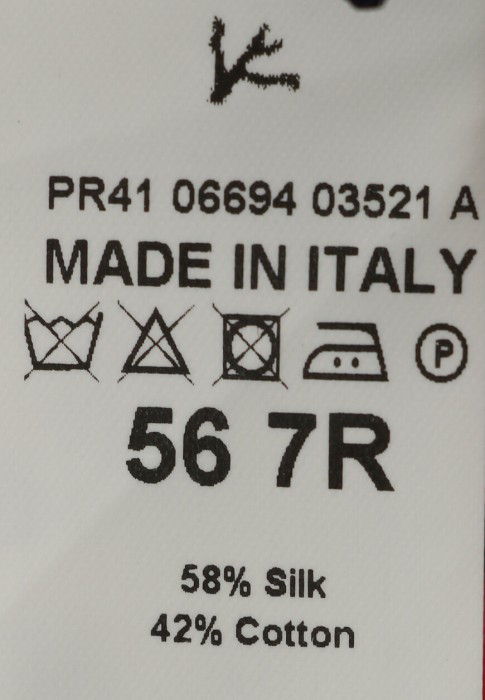 PR41 06694 03521 A
MADE IN ITALY
P
56 7R
58% Silk
42% Cotton